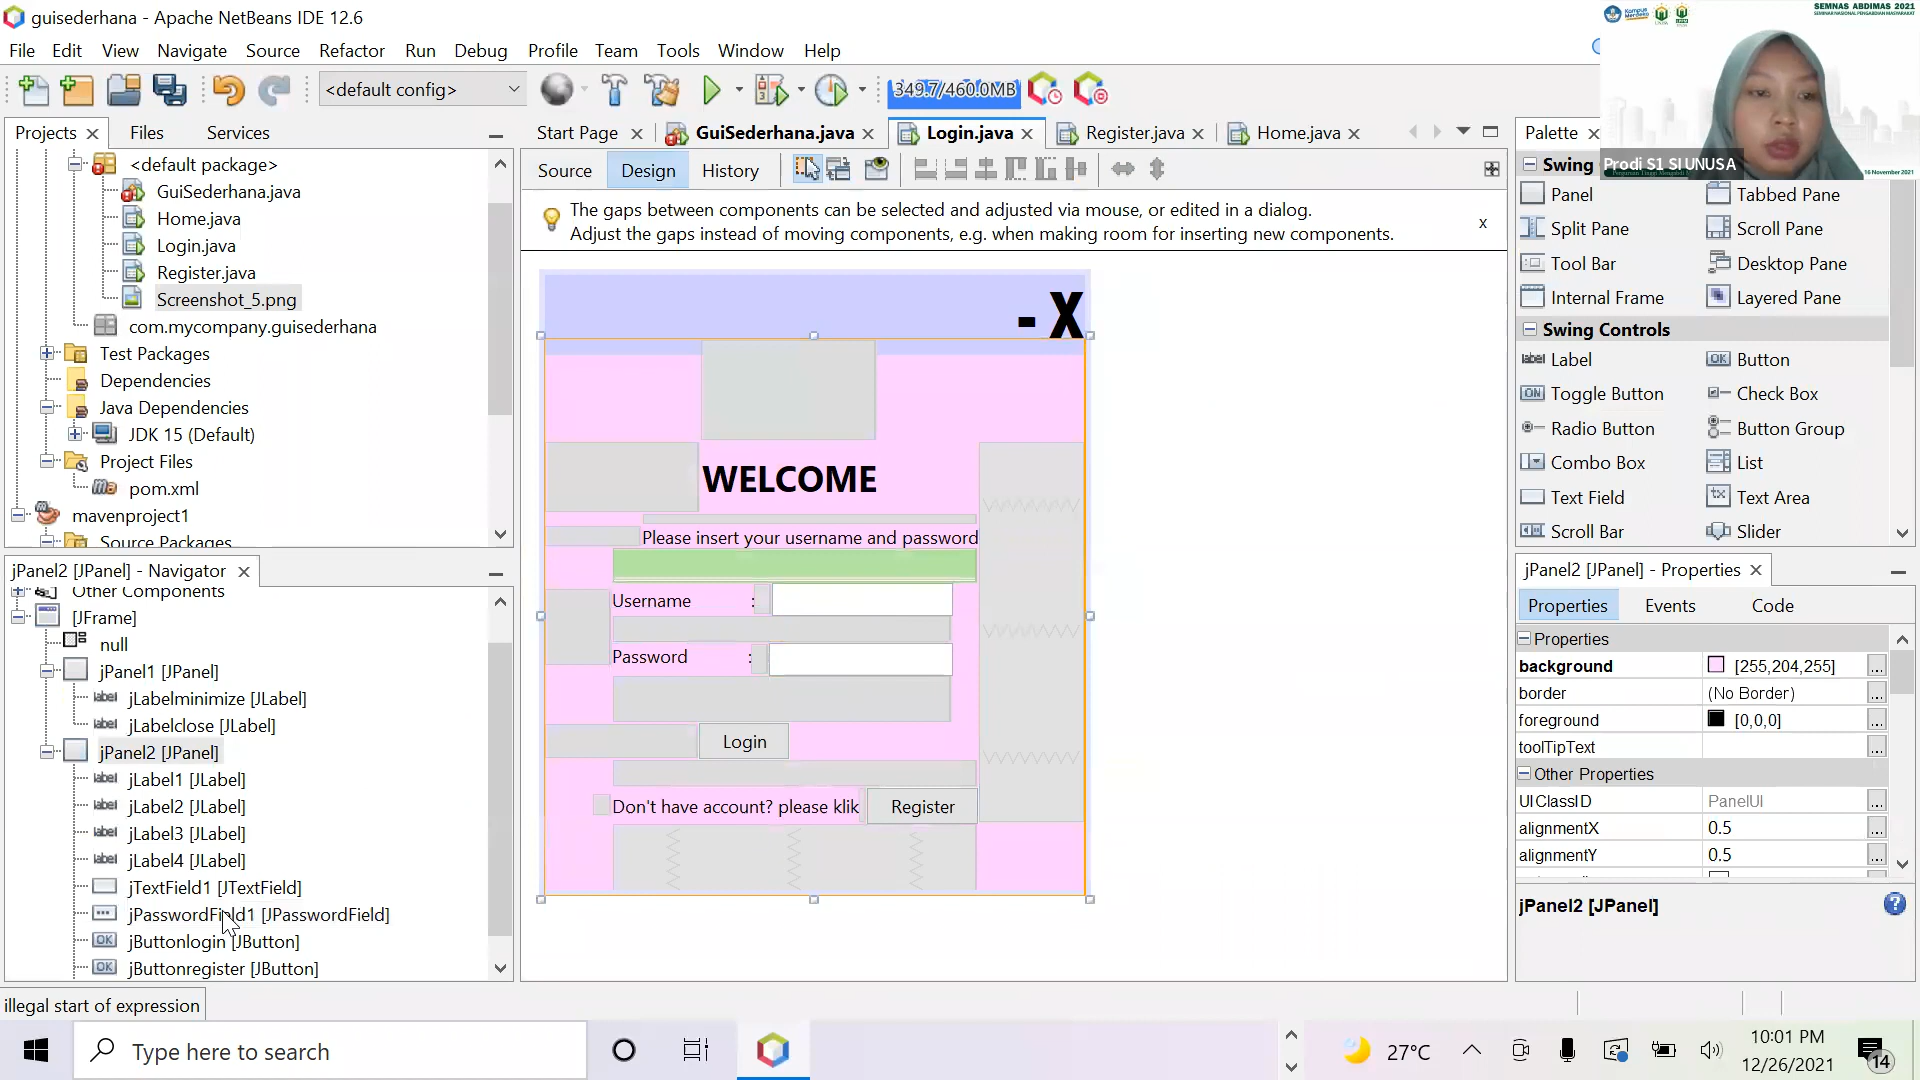 guisederhana - Apache NetBeans IDE 12.6
File Edit View Navigate Source Refactor Run Debug Profile Team Tools Window Help
<default config>
349.7/460.0MB
SEMNAS ABDIMAS 2021
Prodi S1 SI UNUSA
16 November 2021
Projects Files Services
<default package>
GuiSederhana.java
Home.java
Login.java
Register.java
Screenshot_5.png
com.mycompany.guisederhana
Test Packages
Dependencies
Java Dependencies
JDK 15 (Default)
Project Files
pom.xml
mavenproject1
Source Packages
jPanel2 [JPanel] - Navigator
Other Components
[JFrame]
null
jPanel1 [JPanel]
jLabelminimize [JLabel]
jLabelclose [JLabel]
jPanel2 [JPanel]
jLabel1 [JLabel]
jLabel2 [JLabel]
jLabel3 [JLabel]
jLabel4 [JLabel]
jTextField1 [JTextField]
jPasswordField1 [JPasswordField]
jButtonlogin [JButton]
jButtonregister [JButton]
illegal start of expression
Start Page GuiSederhana.java Login.java Register.java Home.java
Source Design History
The gaps between components can be selected and adjusted via mouse, or edited in a dialog.
Adjust the gaps instead of moving components, e.g. when making room for inserting new components.
x
- X
WELCOME
Please insert your username and password
Username :
Password :
Login
Don't have account? please klik Register
Palette
Swing
Panel Tabbed Pane
Split Pane Scroll Pane
Tool Bar Desktop Pane
Internal Frame Layered Pane
Swing Controls
label Label OK Button
ON Toggle Button Check Box
Radio Button Button Group
Combo Box List
Text Field Text Area
Scroll Bar Slider
jPanel2 [JPanel] - Properties
Properties Events Code
Properties
background [255,204,255] ...
border (No Border) ...
foreground [0,0,0] ...
toolTipText ...
Other Properties
UIClassID PanelUI ...
alignmentX 0.5 ...
alignmentY 0.5 ...
jPanel2 [JPanel]
Type here to search
27°C
10:01 PM
12/26/2021
14